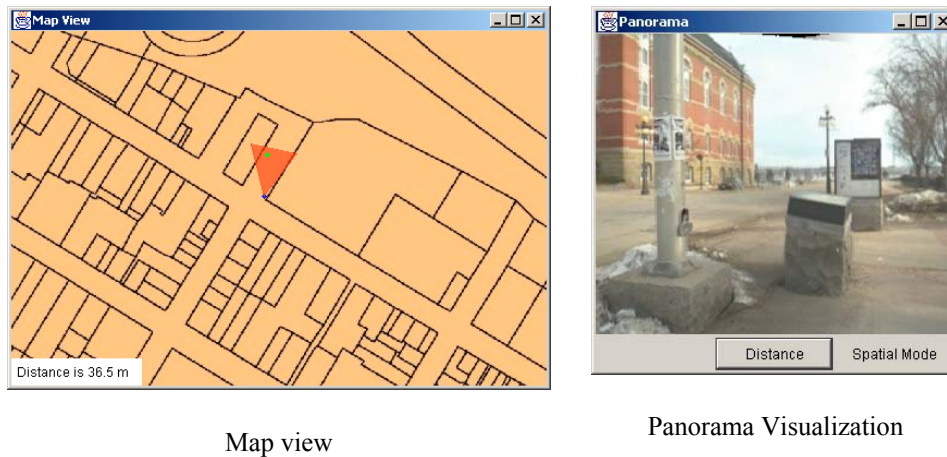 Map View
Distance is 36.5 m
Map view
Panorama
Distance
Spatial Mode
Panorama Visualization